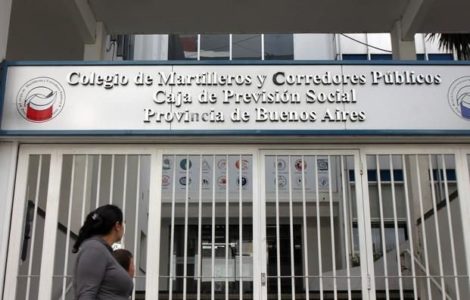 Colegio de Martilleros y Corredores Públicos
Caja de Previsión Social
Provincia de Buenos Aires